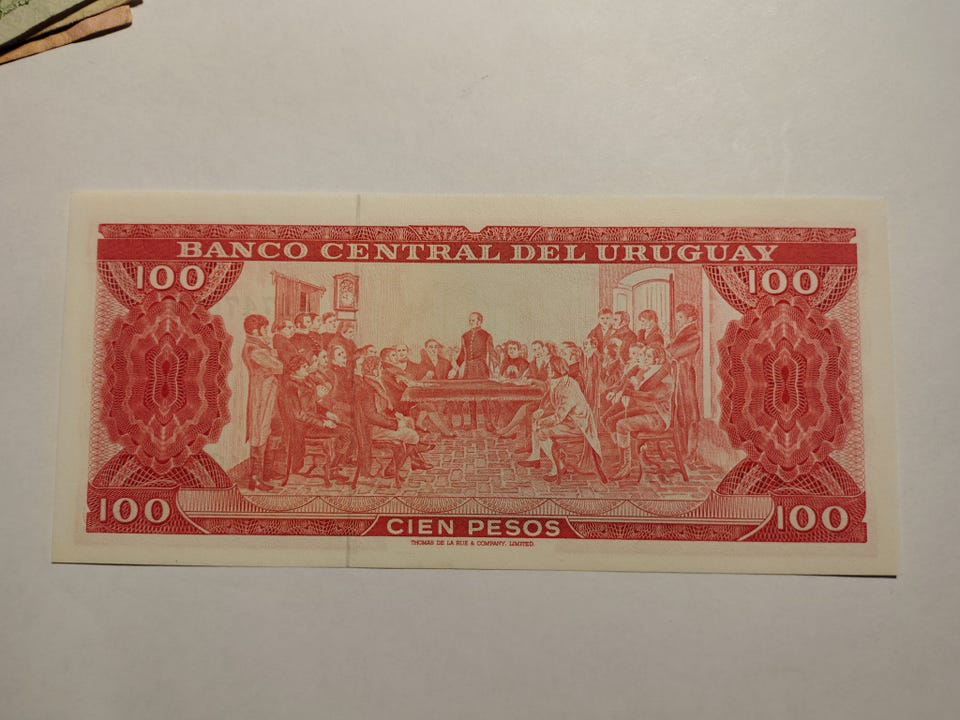 BANCO CENTRAL DEL URUGUAY
100 100
100 CIEN PESOS 100
THOMAS DE LA RUE & COMPANY, LIMITED.